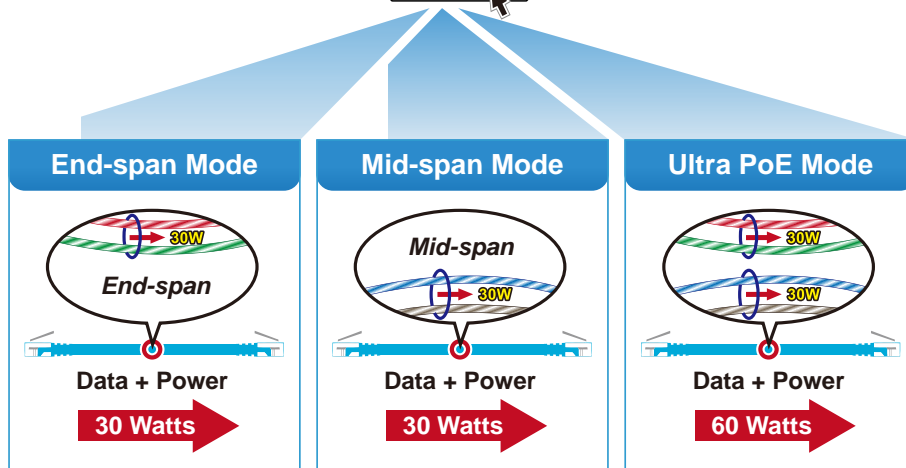 End-span Mode
30W
End-span
Data + Power
30 Watts
Mid-span Mode
Mid-span
30W
Data + Power
30 Watts
Ultra PoE Mode
30W
30W
Data + Power
60 Watts